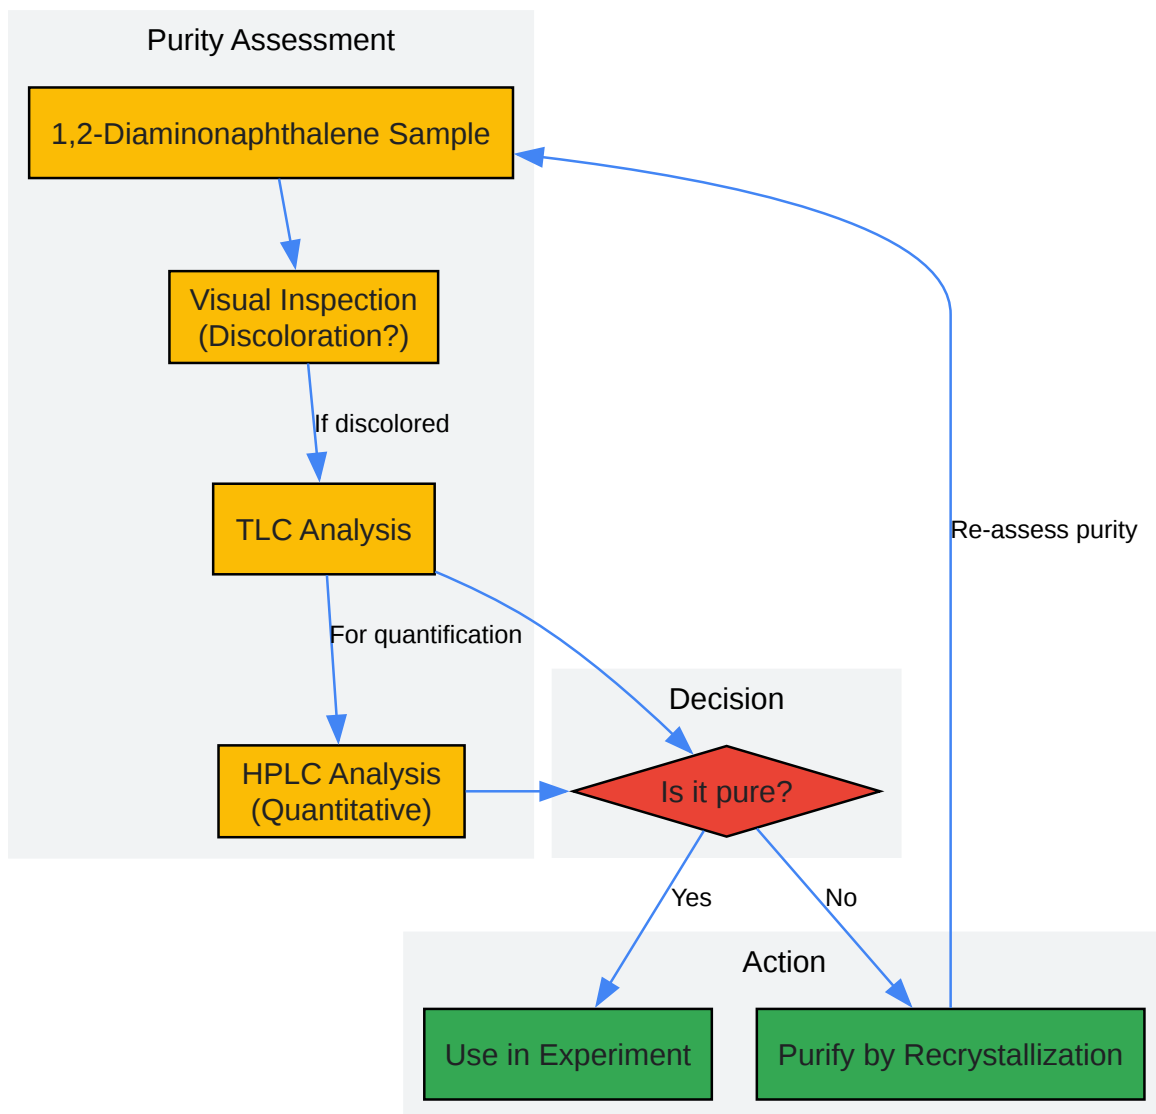 Purity Assessment
1,2-Diaminonaphthalene Sample
Visual Inspection
(Discoloration?)
If discolored
TLC Analysis
Re-assess purity
For quantification
Decision
HPLC Analysis
(Quantitative)
Is it pure?
Yes
No
Action
Use in Experiment
Purify by Recrystallization